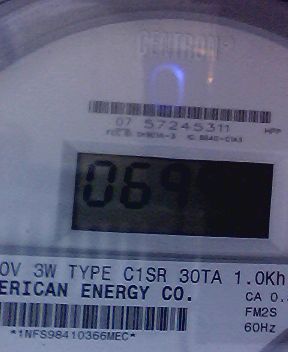 CENTRON
07 57245311 HPP
069
0V 3W TYPE C1SR 30TA 1.0Kh
ERICAN ENERGY CO.
CA 0.
FM2S
60Hz
*1NFS98410366MEC*